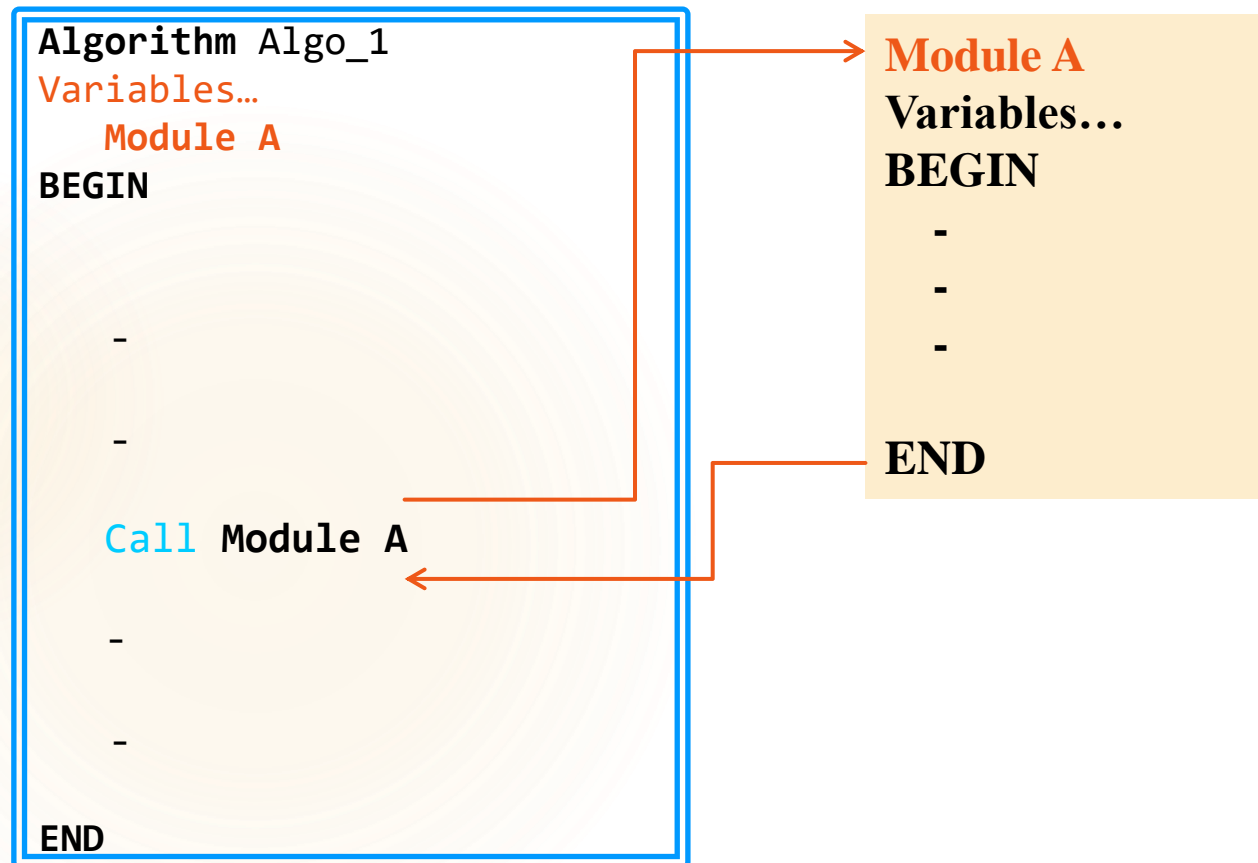 Algorithm Algo_1
Variables…
Module A
BEGIN
-
-
Call Module A
-
-
END
Module A
Variables…
BEGIN
-
-
-
END